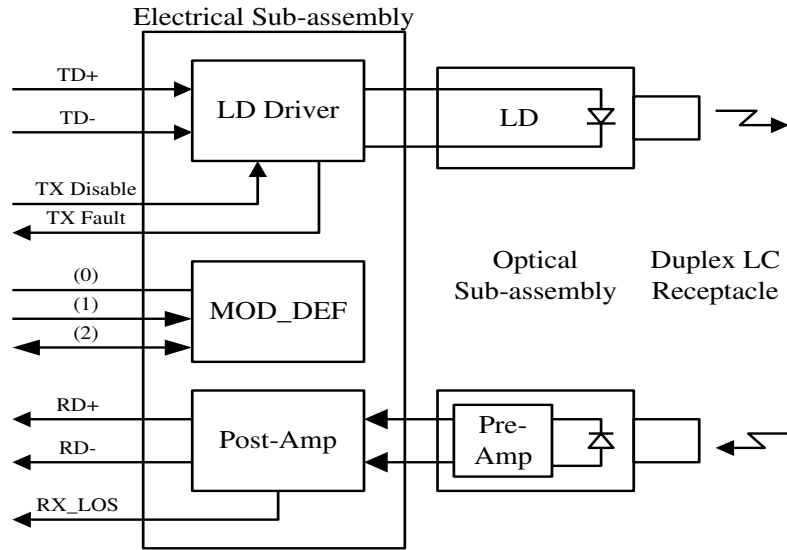 Electrical Sub-assembly
TD+
TD-
LD Driver
LD
TX Disable
TX Fault
(0)
(1)
(2)
MOD_DEF
Optical
Sub-assembly
Duplex LC
Receptacle
RD+
RD-
RX_LOS
Post-Amp
Pre-
Amp